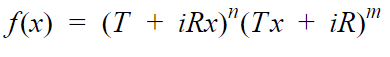 f(x) = (T + iRx)ⁿ(Tx + iR)ᵐ